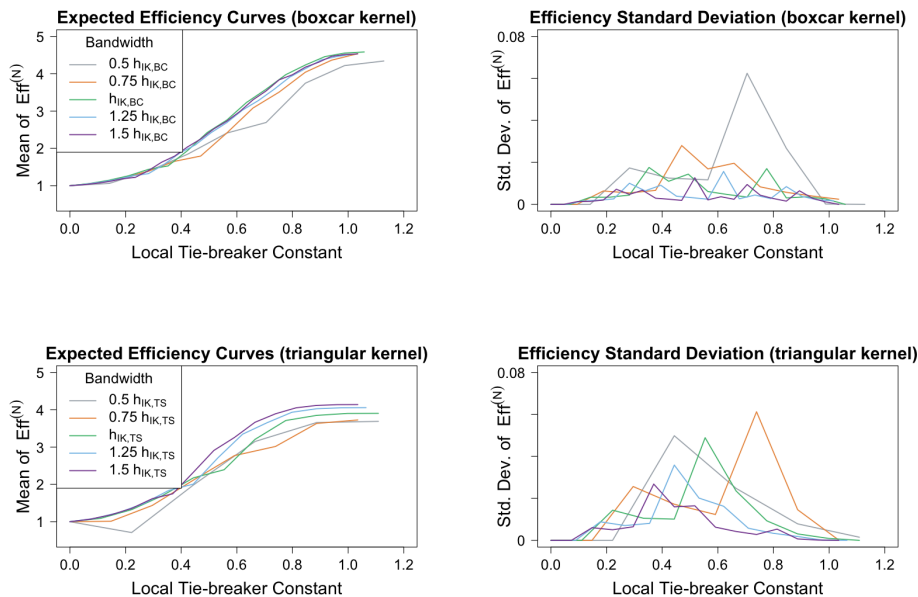 Expected Efficiency Curves (boxcar kernel)
Mean of Eff(N)
5
4
3
2
1
Bandwidth
0.5 hIK,BC
0.75 hIK,BC
hIK,BC
1.25 hIK,BC
1.5 hIK,BC
0.0 0.2 0.4 0.6 0.8 1.0 1.2
Local Tie-breaker Constant
Efficiency Standard Deviation (boxcar kernel)
Std. Dev. of Eff(N)
0.08
0
0.0 0.2 0.4 0.6 0.8 1.0 1.2
Local Tie-breaker Constant
Expected Efficiency Curves (triangular kernel)
Mean of Eff(N)
5
4
3
2
1
Bandwidth
0.5 hIK,TS
0.75 hIK,TS
hIK,TS
1.25 hIK,TS
1.5 hIK,TS
0.0 0.2 0.4 0.6 0.8 1.0 1.2
Local Tie-breaker Constant
Efficiency Standard Deviation (triangular kernel)
Std. Dev. of Eff(N)
0.08
0
0.0 0.2 0.4 0.6 0.8 1.0 1.2
Local Tie-breaker Constant